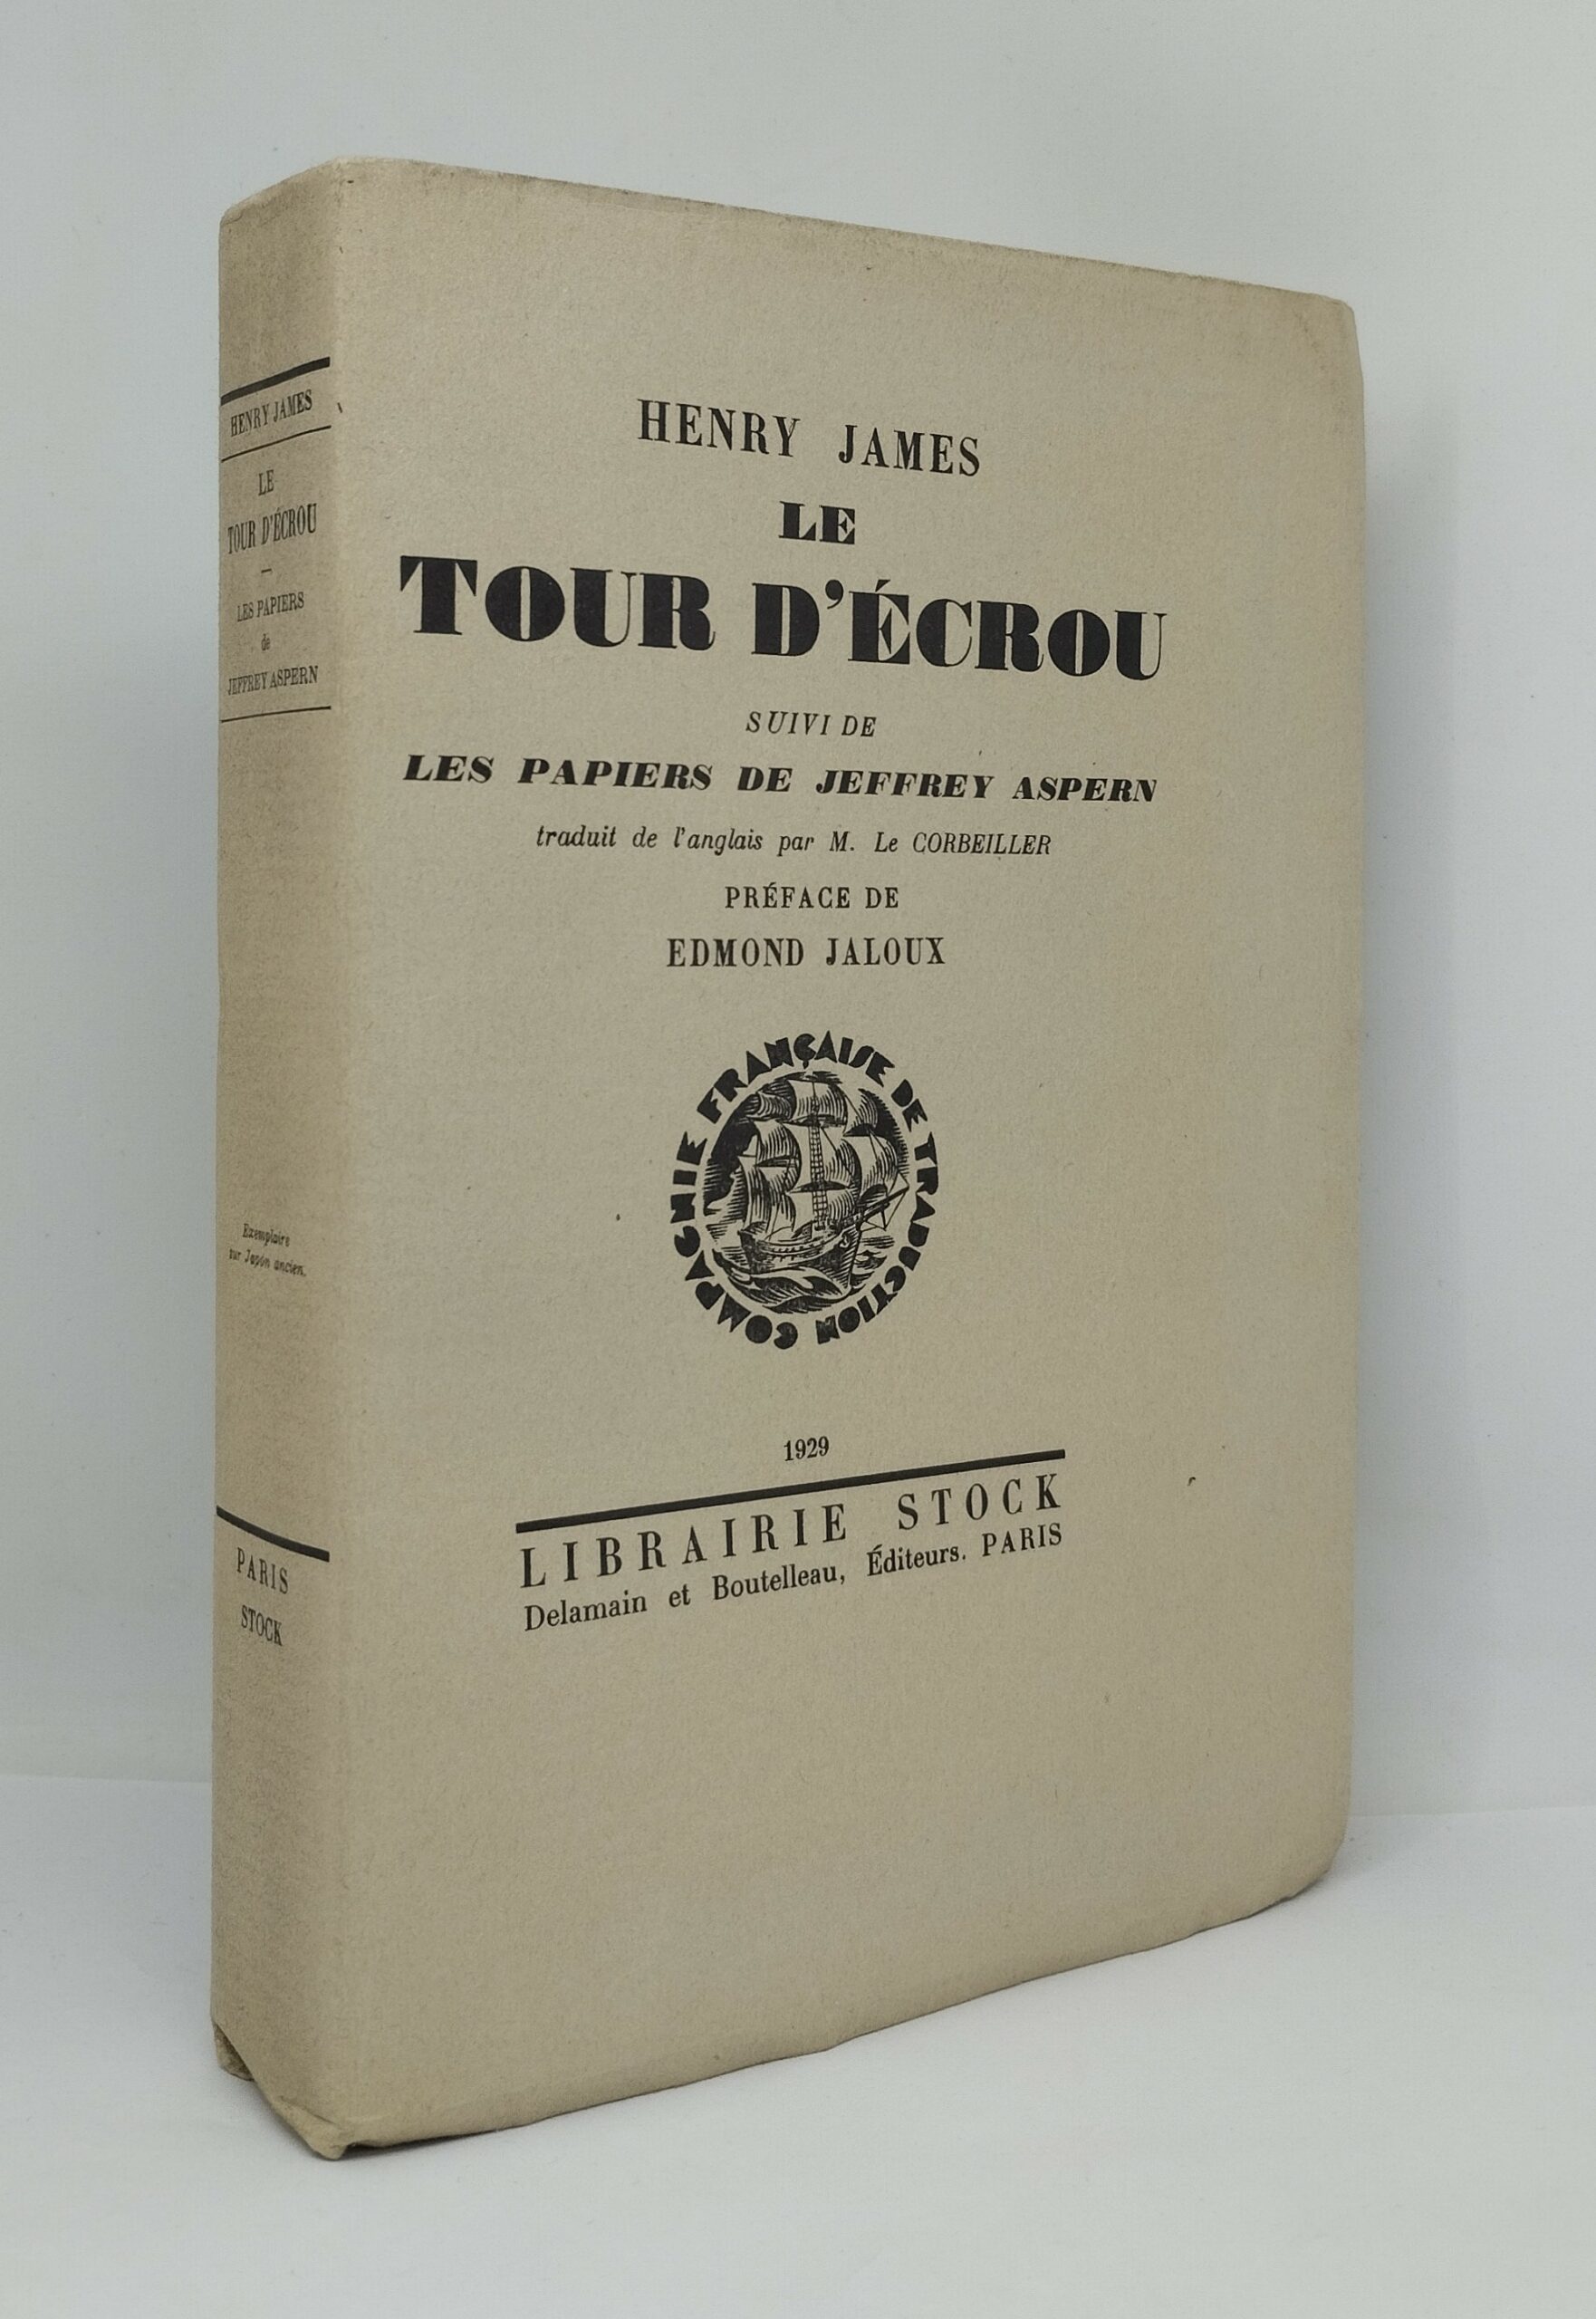 HENRY JAMES
LE
TOUR D'ÉCROU
—
LES PAPIERS
de
JEFFREY ASPERN
Exemplaire
sur Japon ancien.
PARIS
STOCK
HENRY JAMES
LE
TOUR D'ÉCROU
SUIVI DE
LES PAPIERS DE JEFFREY ASPERN
traduit de l'anglais par M. Le CORBEILLER
PRÉFACE DE
EDMOND JALOUX
COMPAGNIE FRANÇAISE DE TRADUCTION
1929
LIBRAIRIE STOCK
Delamain et Boutelleau, Éditeurs. PARIS